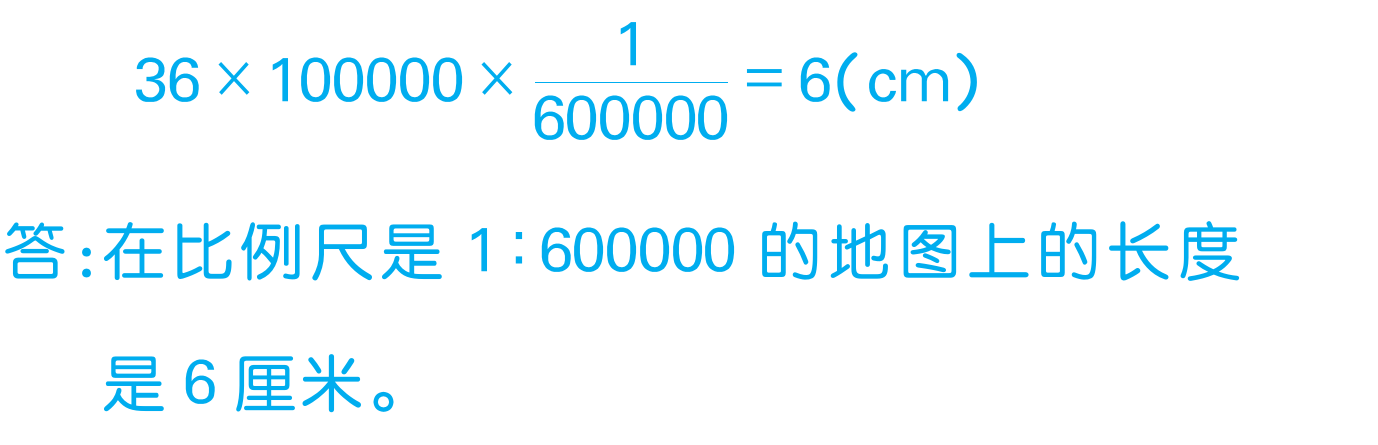 36×100000×1/600000=6(cm)
答:在比例尺是 1∶600000 的地图上的长度
是 6 厘米。